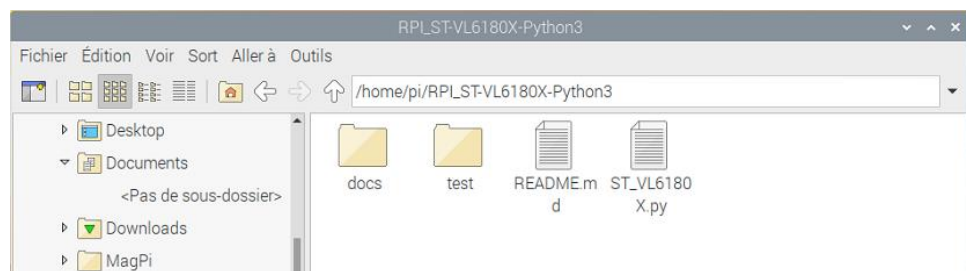 RPI_ST-VL6180X-Python3
Fichier Édition Voir Sort Aller à Outils
/home/pi/RPI_ST-VL6180X-Python3
Desktop
Documents
<Pas de sous-dossier>
Downloads
MagPi
docs
test
README.m
d
ST_VL6180
X.py